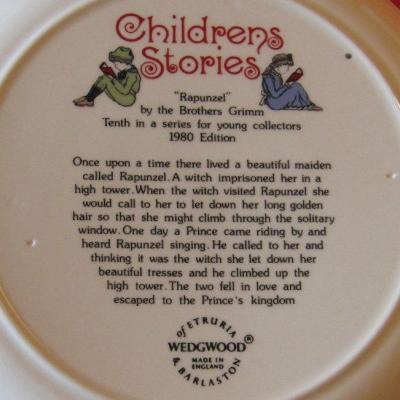 Childrens
Stories
"Rapunzel"
by the Brothers Grimm
Tenth in a series for young collectors
1980 Edition
Once upon a time there lived a beautiful maiden
called Rapunzel. A witch imprisoned her in a
high tower. When the witch visited Rapunzel she
would call to her to let down her long golden
hair so that she might climb through the solitary
window. One day a Prince came riding by and
heard Rapunzel singing. He called to her and
thinking it was the witch she let down her
beautiful tresses and he climbed up the
high tower. The two fell in love and
escaped to the Prince's kingdom
of ETRURIA
WEDGWOOD®
MADE IN
ENGLAND
& BARLASTON